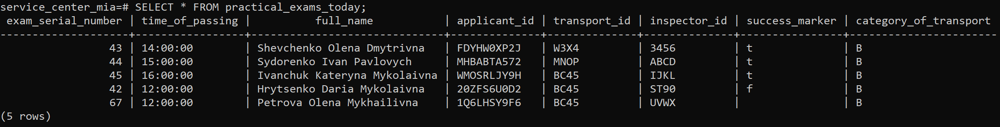 service_center_mia=# SELECT * FROM practical_exams_today;
 exam_serial_number | time_of_passing |          full_name           | applicant_id | transport_id | inspector_id | success_marker | category_of_transport
--------------------+-----------------+------------------------------+--------------+--------------+--------------+----------------+-----------------------
                 43 | 14:00:00        | Shevchenko Olena Dmytrivna   | FDYHW0XP2J   | W3X4         | 3456         | t              | B
                 44 | 15:00:00        | Sydorenko Ivan Pavlovych     | MHBABTA572   | MNOP         | ABCD         | t              | B
                 45 | 16:00:00        | Ivanchuk Kateryna Mykolaivna | WMOSRLJY9H   | BC45         | IJKL         | t              | B
                 42 | 12:00:00        | Hrytsenko Daria Mykolaivna   | 20ZFS6U0D2   | BC45         | ST90         | f              | B
                 67 | 12:00:00        | Petrova Olena Mykhailivna    | 1Q6LHSY9F6   | BC45         | UVWX         |                | B
(5 rows)